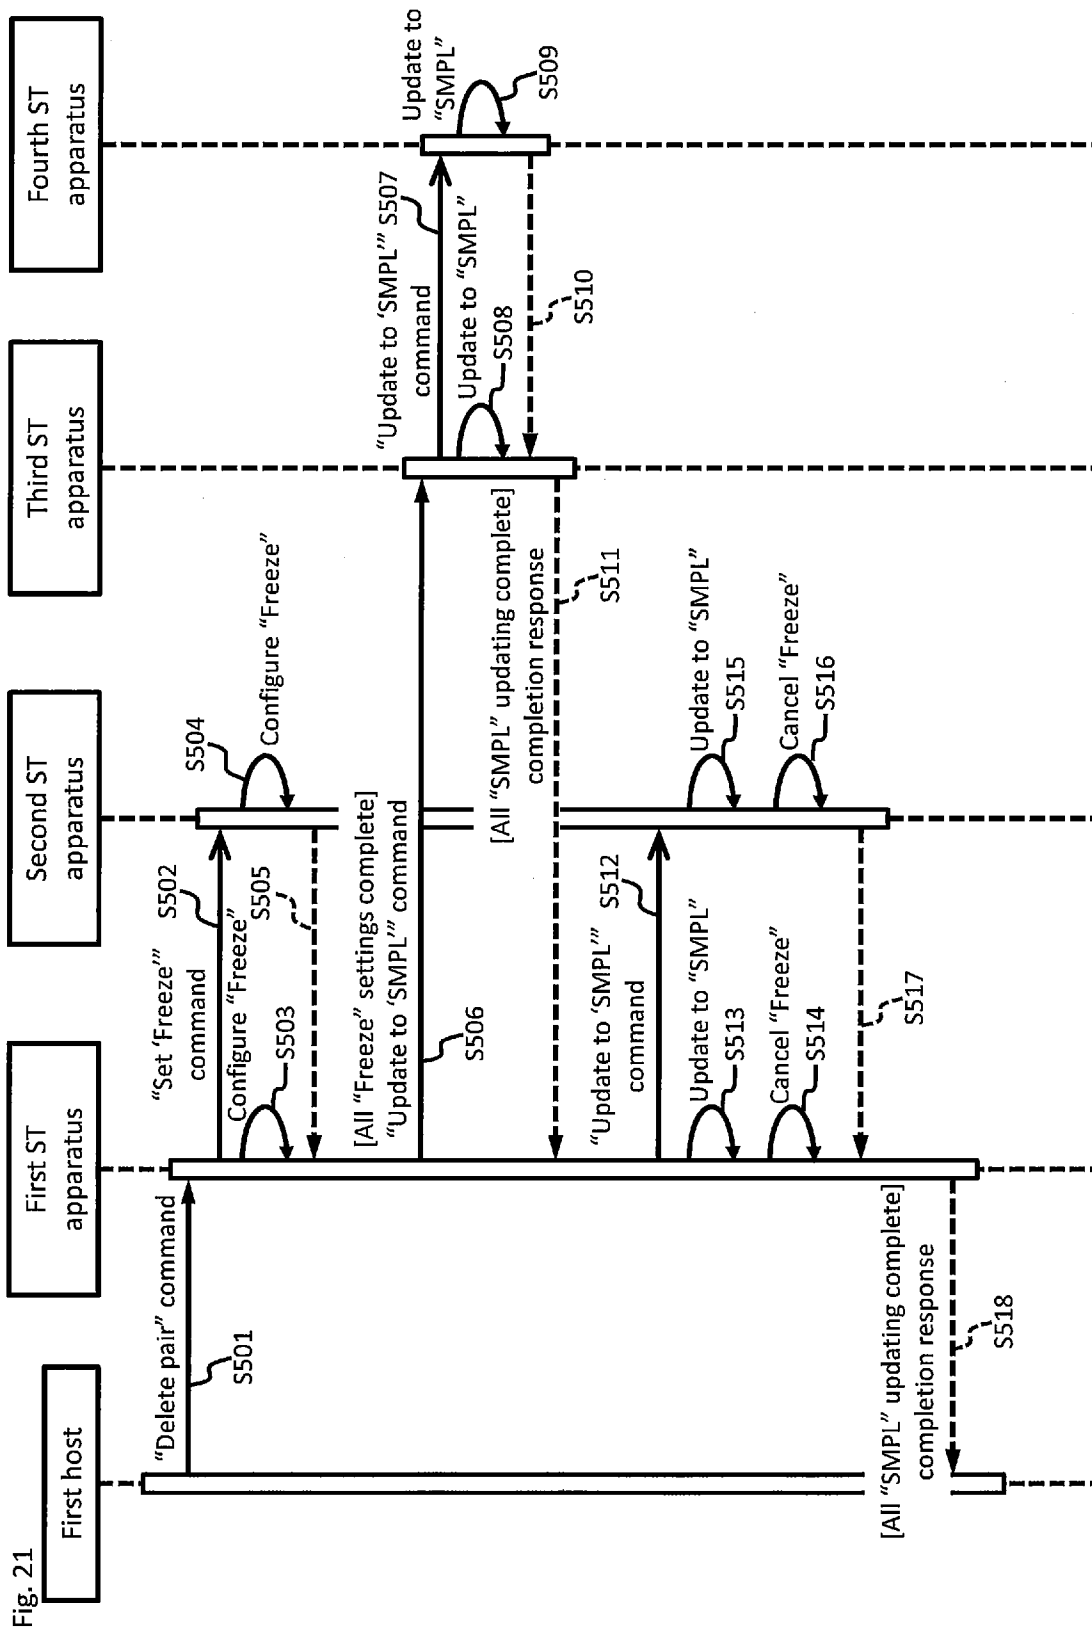 Fig. 21
First host
First ST
apparatus
Second ST
apparatus
Third ST
apparatus
Fourth ST
apparatus
“Delete pair” command
S501
“Set ‘Freeze’”
command
S502
Configure “Freeze”
S503
S504
Configure “Freeze”
S505
[All “Freeze” settings complete]
“Update to ‘SMPL’” command
S506
“Update to ‘SMPL’”
command
S507
Update to “SMPL”
S508
Update to
“SMPL”
S509
S510
[All “SMPL” updating complete]
completion response
S511
“Update to ‘SMPL’”
command
S512
Update to “SMPL”
S513
Cancel “Freeze”
S514
Update to “SMPL”
S515
Cancel “Freeze”
S516
S517
[All “SMPL” updating complete]
completion response
S518